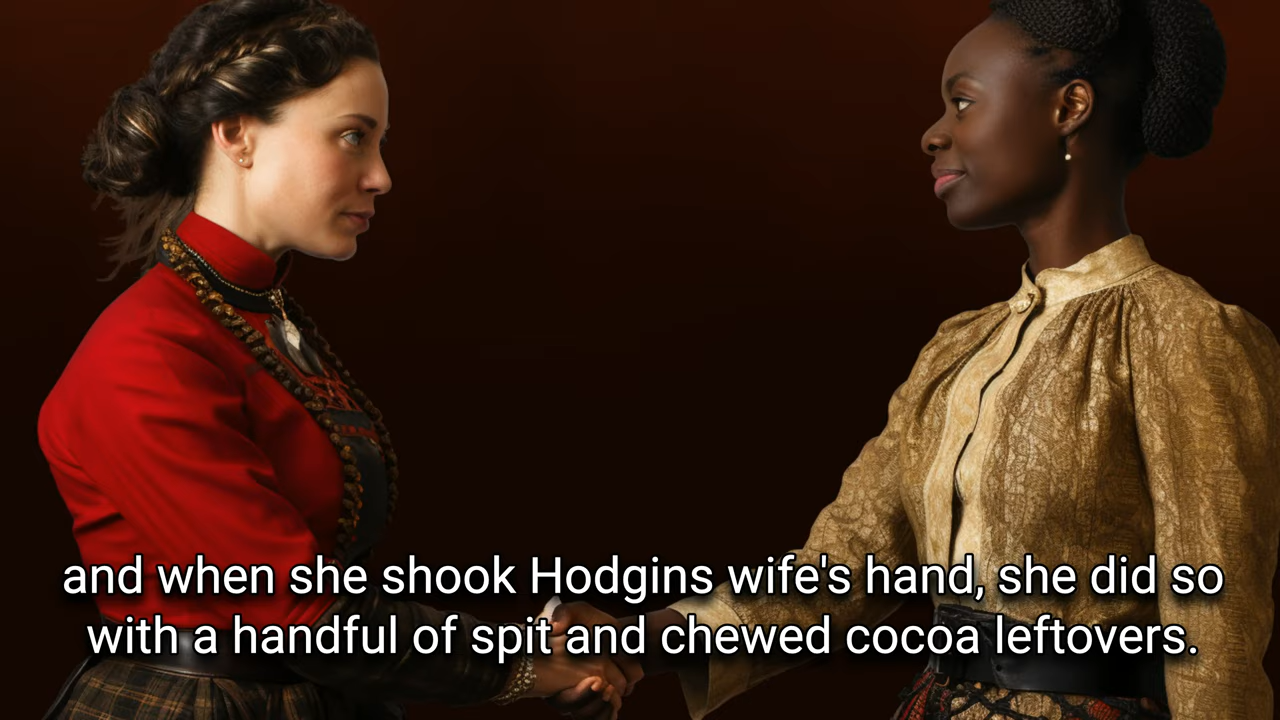 and when she shook Hodgins wife's hand, she did so
with a handful of spit and chewed cocoa leftovers.